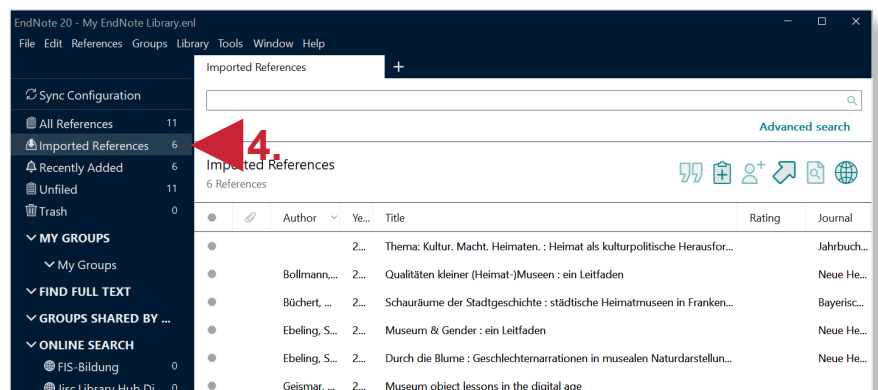 EndNote 20 - My EndNote Library.enl
File Edit References Groups Library Tools Window Help
Imported References +
Sync Configuration
All References 11
Imported References 6
4.
Recently Added 6
Unfiled 11
Trash 0
MY GROUPS
My Groups
FIND FULL TEXT
GROUPS SHARED BY ...
ONLINE SEARCH
FIS-Bildung 0
Jisc Library Hub Di... 0
Advanced search
Imported References
6 References
Author Ye... Title Rating Journal
2... Thema: Kultur. Macht. Heimaten. : Heimat als kulturpolitische Herausfor... Jahrbuch...
Bollmann,... 2... Qualitäten kleiner (Heimat-)Museen : ein Leitfaden Neue He...
Büchert, ... 2... Schauräume der Stadtgeschichte : städtische Heimatmuseen in Franken... Bayerisc...
Ebeling, S... 2... Museum & Gender : ein Leitfaden Neue He...
Ebeling, S... 2... Durch die Blume : Geschlechternarrationen in musealen Naturdarstellun... Neue He...
Geismar, ... 2... Museum object lessons in the digital age